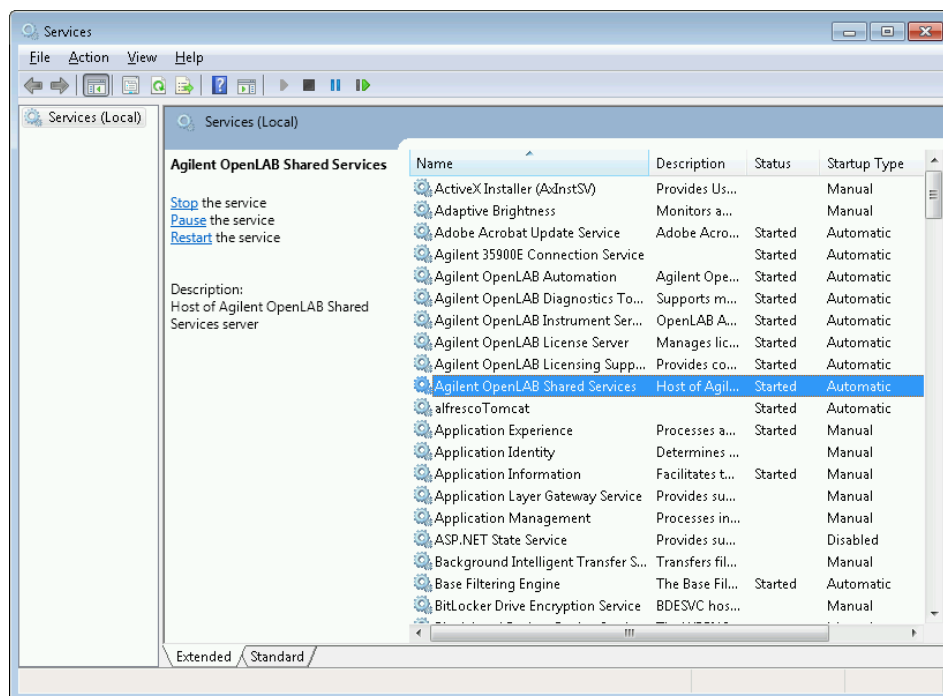 Services
File Action View Help
Services (Local)
Services (Local)
Agilent OpenLAB Shared Services
Stop the service
Pause the service
Restart the service
Description:
Host of Agilent OpenLAB Shared
Services server
Name Description Status Startup Type
ActiveX Installer (AxInstSV) Provides Us... Manual
Adaptive Brightness Monitors a... Manual
Adobe Acrobat Update Service Adobe Acro... Started Automatic
Agilent 35900E Connection Service Started Automatic
Agilent OpenLAB Automation Agilent Ope... Started Automatic
Agilent OpenLAB Diagnostics To... Supports m... Started Automatic
Agilent OpenLAB Instrument Ser... OpenLAB A... Started Automatic
Agilent OpenLAB License Server Manages lic... Started Automatic
Agilent OpenLAB Licensing Supp... Provides co... Started Automatic
Agilent OpenLAB Shared Services Host of Agil... Started Automatic
alfrescoTomcat Started Automatic
Application Experience Processes a... Started Manual
Application Identity Determines ... Manual
Application Information Facilitates t... Started Manual
Application Layer Gateway Service Provides su... Manual
Application Management Processes in... Manual
ASP.NET State Service Provides su... Disabled
Background Intelligent Transfer S... Transfers fil... Manual
Base Filtering Engine The Base Fil... Started Automatic
BitLocker Drive Encryption Service BDESVC hos... Manual
Extended Standard